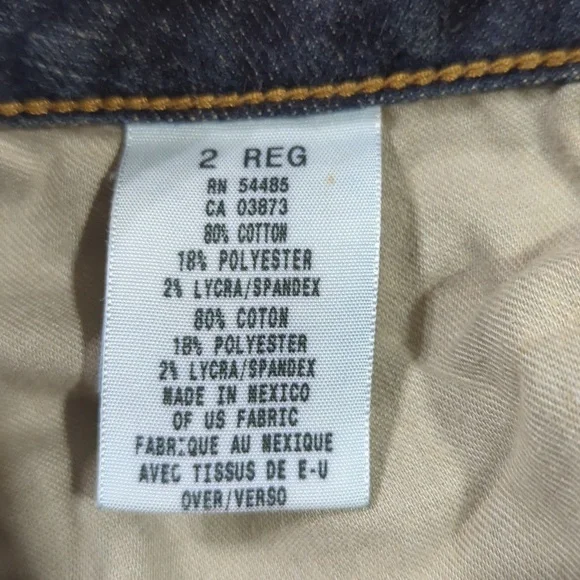 2 REG
RN 54485
CA 03873
80% COTTON
18% POLYESTER
2% LYCRA/SPANDEX
80% COTON
18% POLYESTER
2% LYCRA/SPANDEX
MADE IN MEXICO
OF US FABRIC
FABRIQUE AU MEXIQUE
AVEC TISSUS DE E-U
OVER/VERSO